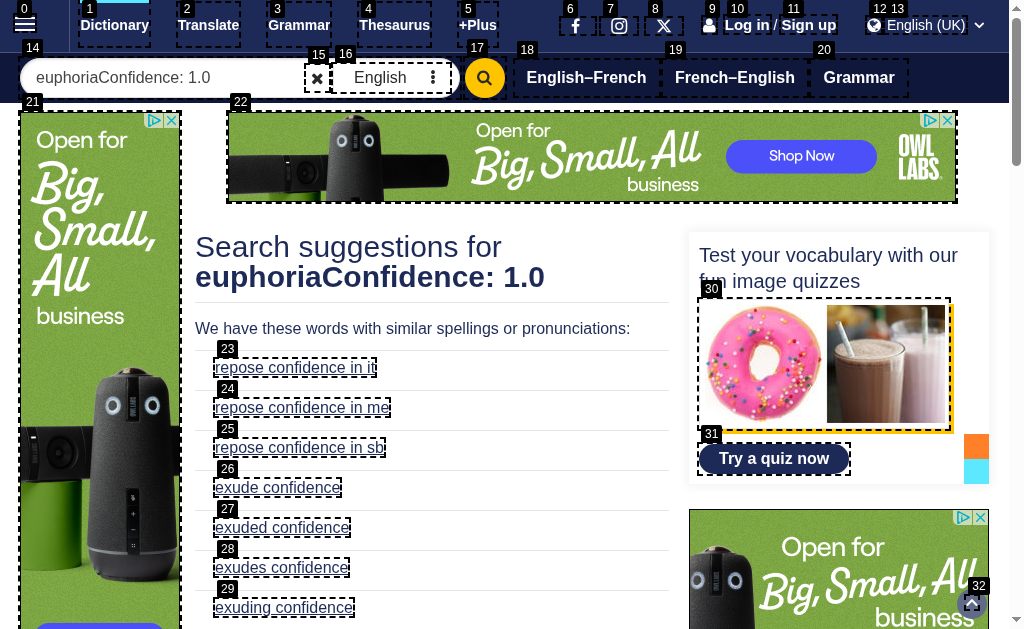 0
1
2
3
4
5
6
7
8
9
10
11
12
13
Dictionary
Translate
Grammar
Thesaurus
+Plus
Log in / Sign up
English (UK)
14
15
16
17
18
19
20
euphoriaConfidence: 1.0
English
English–French
French–English
Grammar
21
22
Open for
Big,
Small,
All
business
Open for
Big, Small, All
business
Shop Now
OWL
LABS
Search suggestions for
euphoriaConfidence: 1.0
We have these words with similar spellings or pronunciations:
23
repose confidence in it
24
repose confidence in me
25
repose confidence in sb
26
exude confidence
27
exuded confidence
28
exudes confidence
29
exuding confidence
Test your vocabulary with our
fun image quizzes
30
31
Try a quiz now
Open for
Big, Small, All
business
32